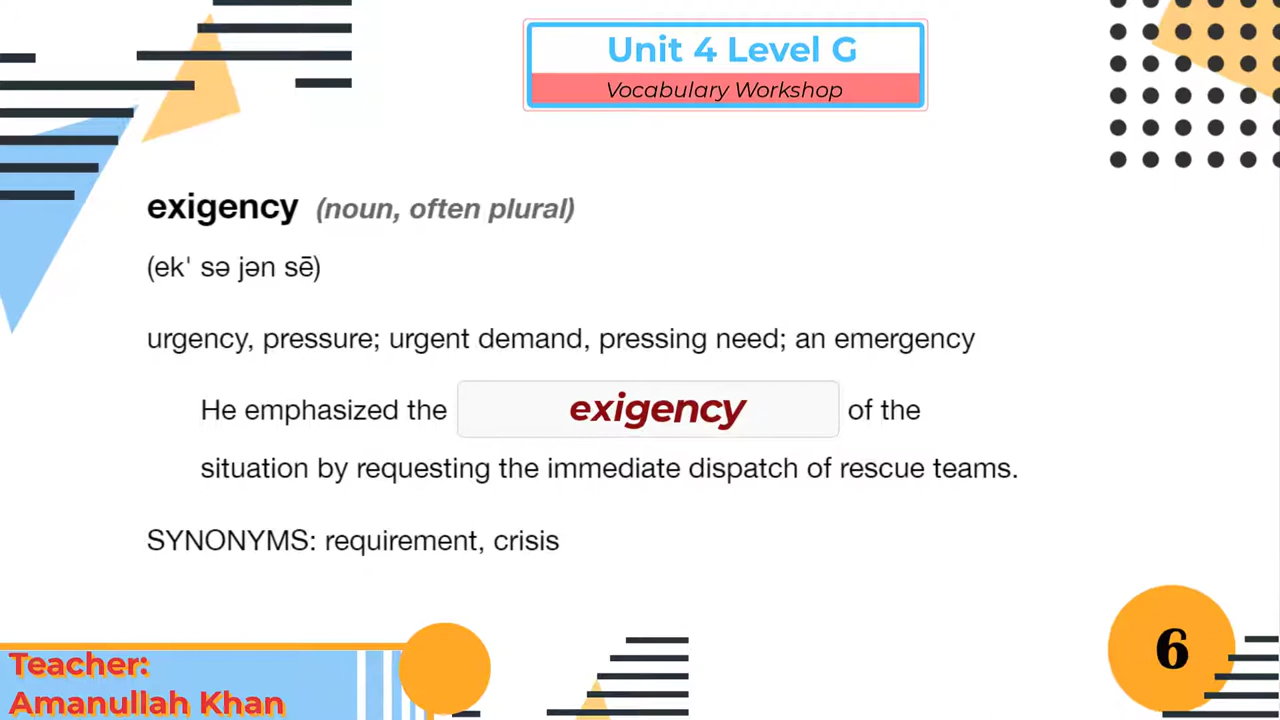 Unit 4 Level G
Vocabulary Workshop
exigency (noun, often plural)
(ek' sə jən sē)
urgency, pressure; urgent demand, pressing need; an emergency
He emphasized the exigency of the
situation by requesting the immediate dispatch of rescue teams.
SYNONYMS: requirement, crisis
6
Teacher:
Amanullah Khan